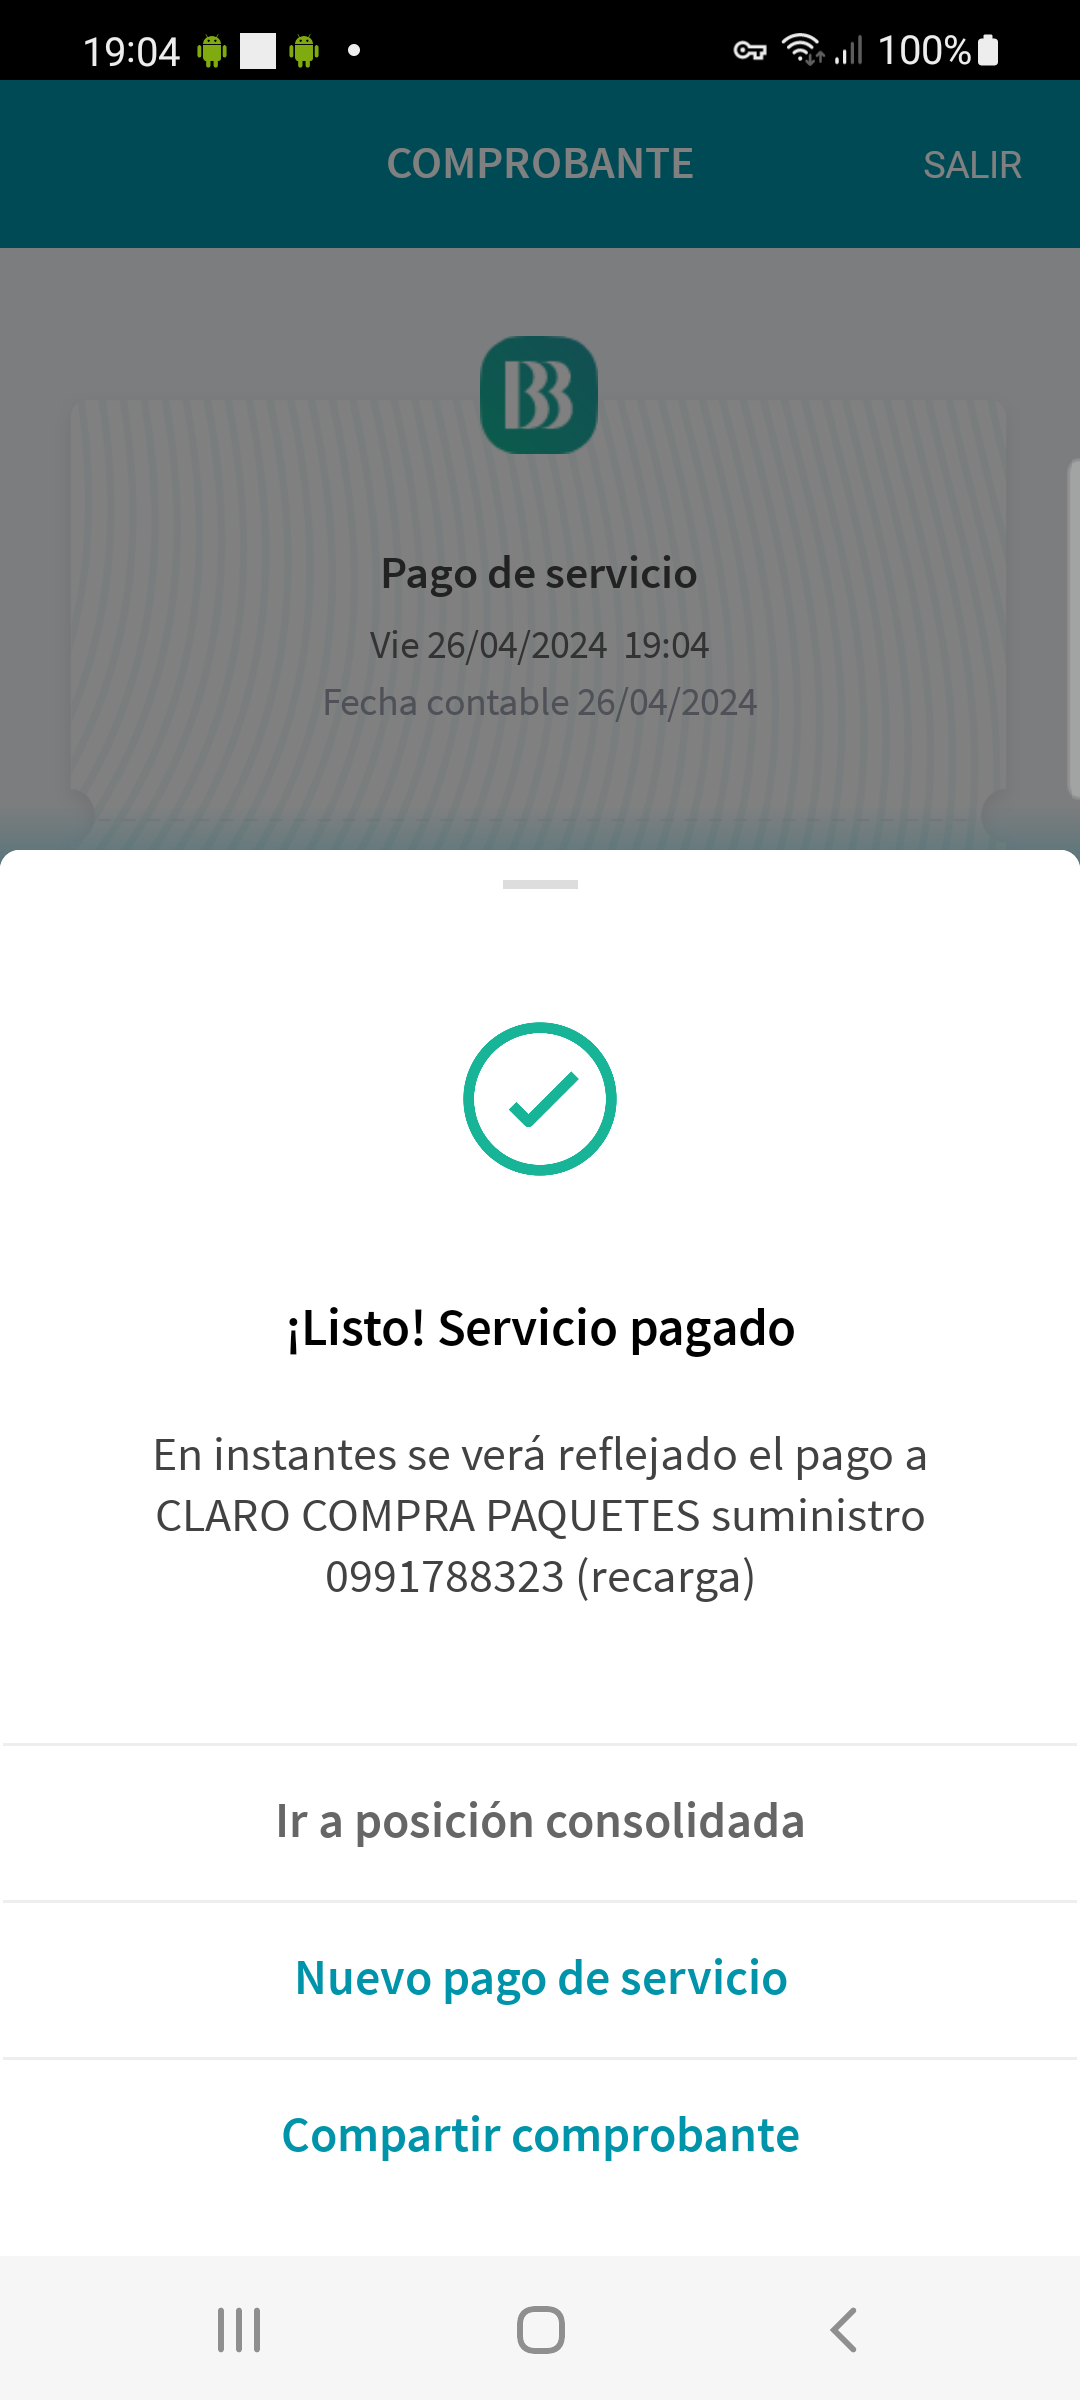 19:04
100%
COMPROBANTE
SALIR
BB
Pago de servicio
Vie 26/04/2024 19:04
Fecha contable 26/04/2024
¡Listo! Servicio pagado
En instantes se verá reflejado el pago a
CLARO COMPRA PAQUETES suministro
0991788323 (recarga)
Ir a posición consolidada
Nuevo pago de servicio
Compartir comprobante